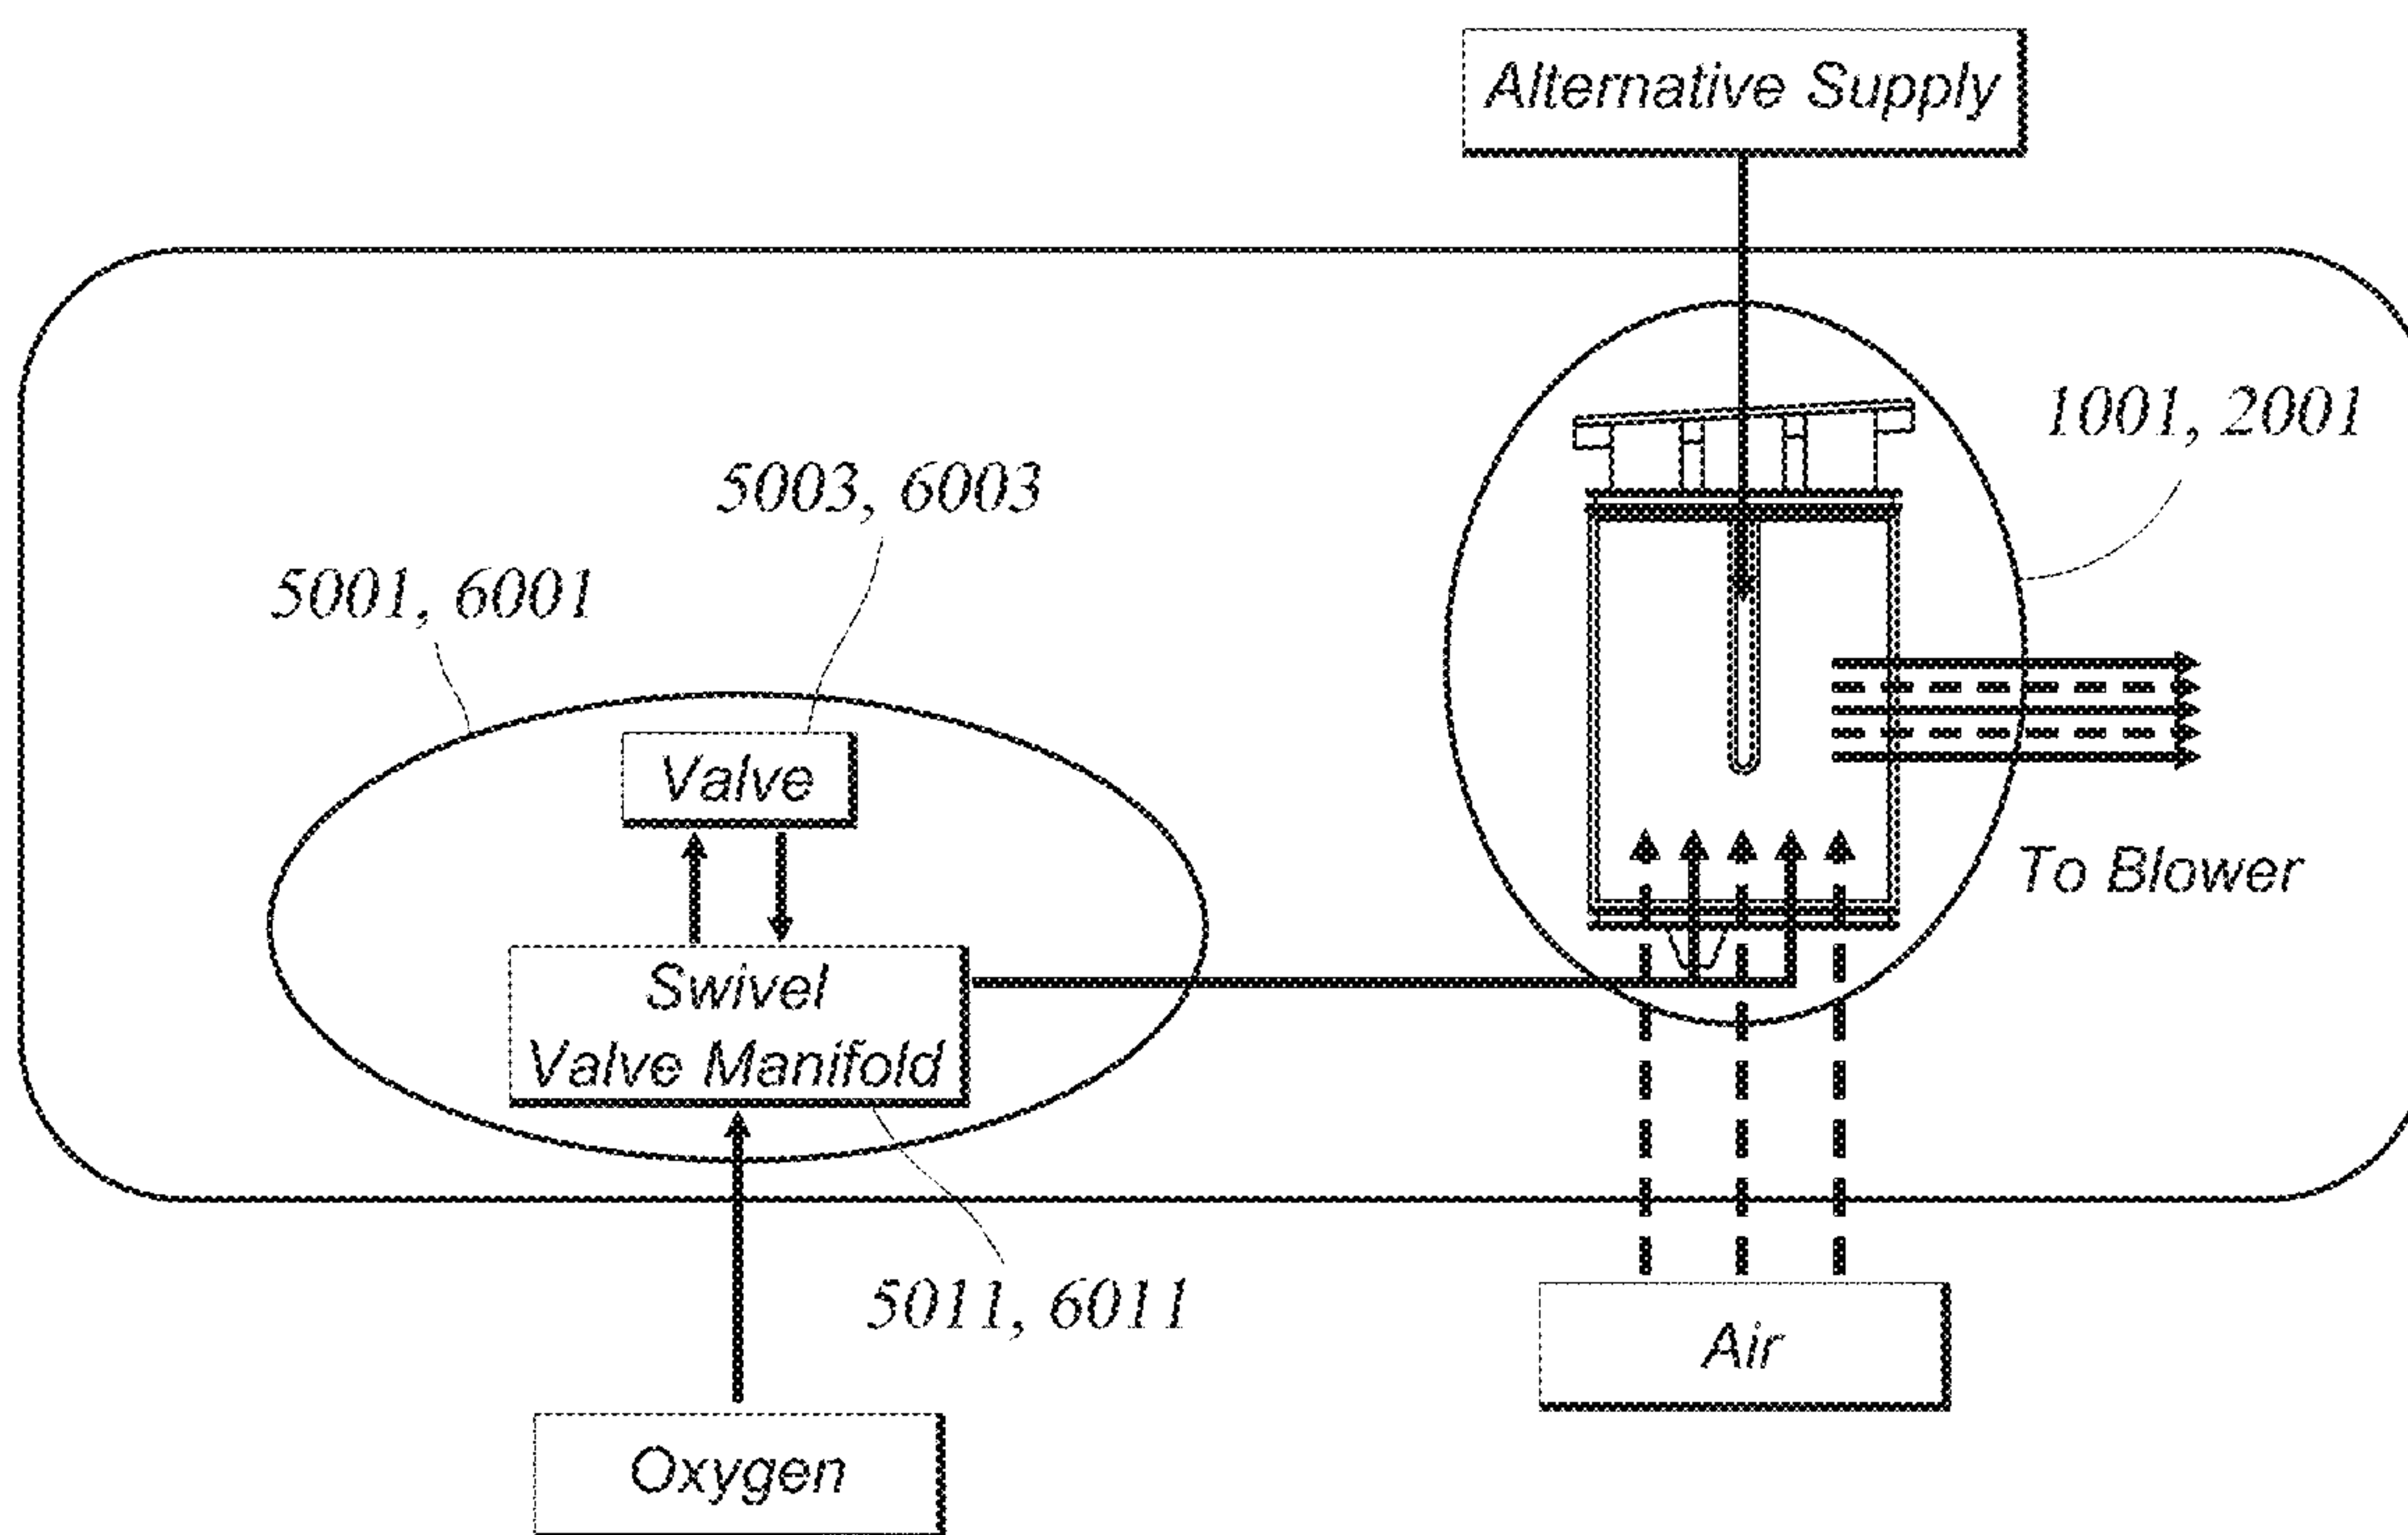 Alternative Supply
1001, 2001
5003, 6003
5001, 6001
Valve
To Blower
Swivel
Valve Manifold
5011, 6011
Air
Oxygen